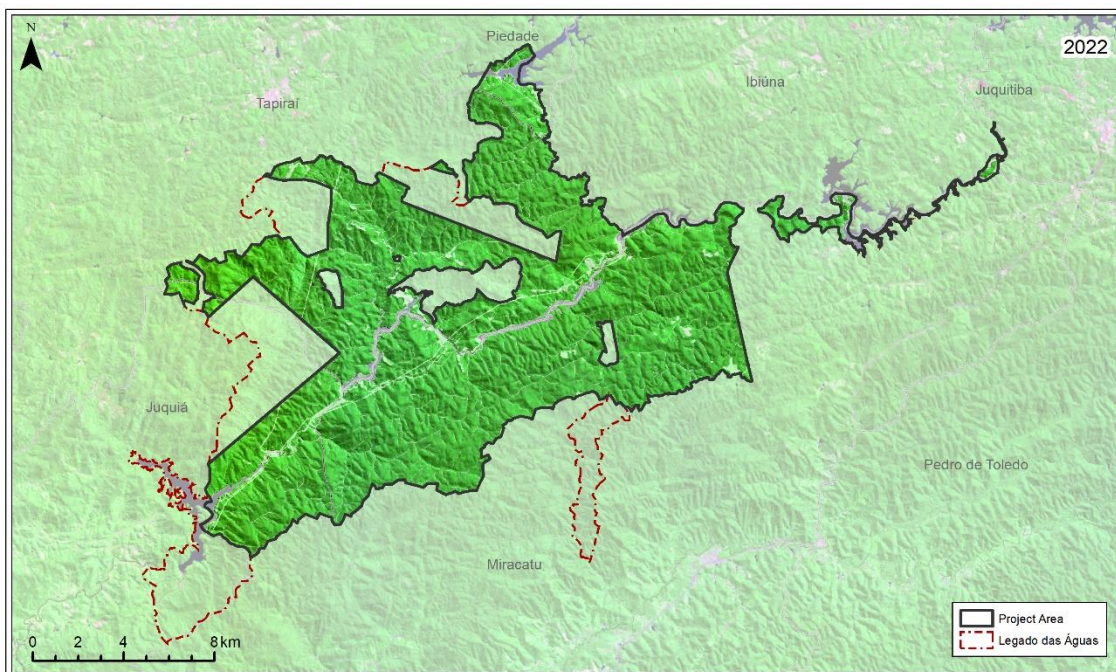 Piedade
N
2022
Ibiúna
Tapiraí
Juquitiba
Juquiá
Pedro de Toledo
Miracatu
Project Area
Legado das Águas
0 2 4 8 km